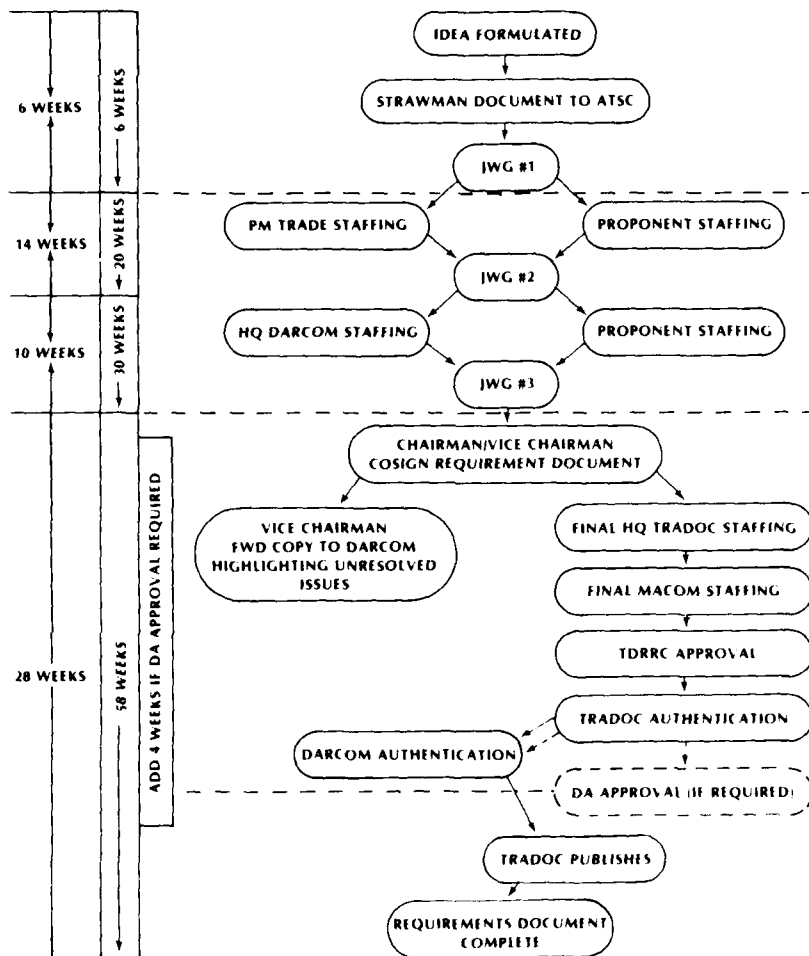 IDEA FORMULATED
STRAWMAN DOCUMENT TO ATSC
JWG #1
6 WEEKS
6 WEEKS
PM TRADE STAFFING
PROPONENT STAFFING
14 WEEKS
20 WEEKS
JWG #2
HQ DARCOM STAFFING
PROPONENT STAFFING
10 WEEKS
30 WEEKS
JWG #3
CHAIRMAN/VICE CHAIRMAN
COSIGN REQUIREMENT DOCUMENT
VICE CHAIRMAN
FWD COPY TO DARCOM
HIGHLIGHTING UNRESOLVED
ISSUES
FINAL HQ TRADOC STAFFING
FINAL MACOM STAFFING
TDRRC APPROVAL
28 WEEKS
58 WEEKS
ADD 4 WEEKS IF DA APPROVAL REQUIRED
TRADOC AUTHENTICATION
DARCOM AUTHENTICATION
DA APPROVAL (IF REQUIRED)
TRADOC PUBLISHES
REQUIREMENTS DOCUMENT
COMPLETE